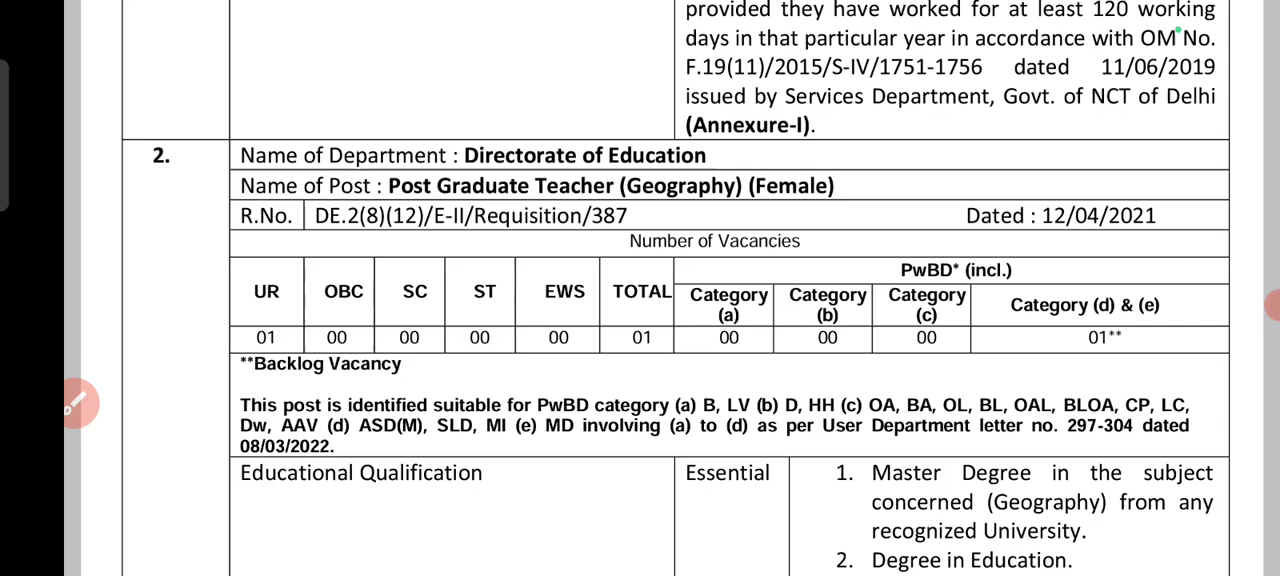 provided they have worked for at least 120 working
days in that particular year in accordance with OM No.
F.19(11)/2015/S-IV/1751-1756 dated 11/06/2019
issued by Services Department, Govt. of NCT of Delhi
(Annexure-I).
2. Name of Department : Directorate of Education
Name of Post : Post Graduate Teacher (Geography) (Female)
R.No. DE.2(8)(12)/E-II/Requisition/387 Dated : 12/04/2021
Number of Vacancies
PwBD* (incl.)
UR OBC SC ST EWS TOTAL Category (a) Category (b) Category (c) Category (d) & (e)
01 00 00 00 00 01 00 00 00 01**
**Backlog Vacancy
This post is identified suitable for PwBD category (a) B, LV (b) D, HH (c) OA, BA, OL, BL, OAL, BLOA, CP, LC,
Dw, AAV (d) ASD(M), SLD, MI (e) MD involving (a) to (d) as per User Department letter no. 297-304 dated
08/03/2022.
Educational Qualification Essential 1. Master Degree in the subject
concerned (Geography) from any
recognized University.
2. Degree in Education.